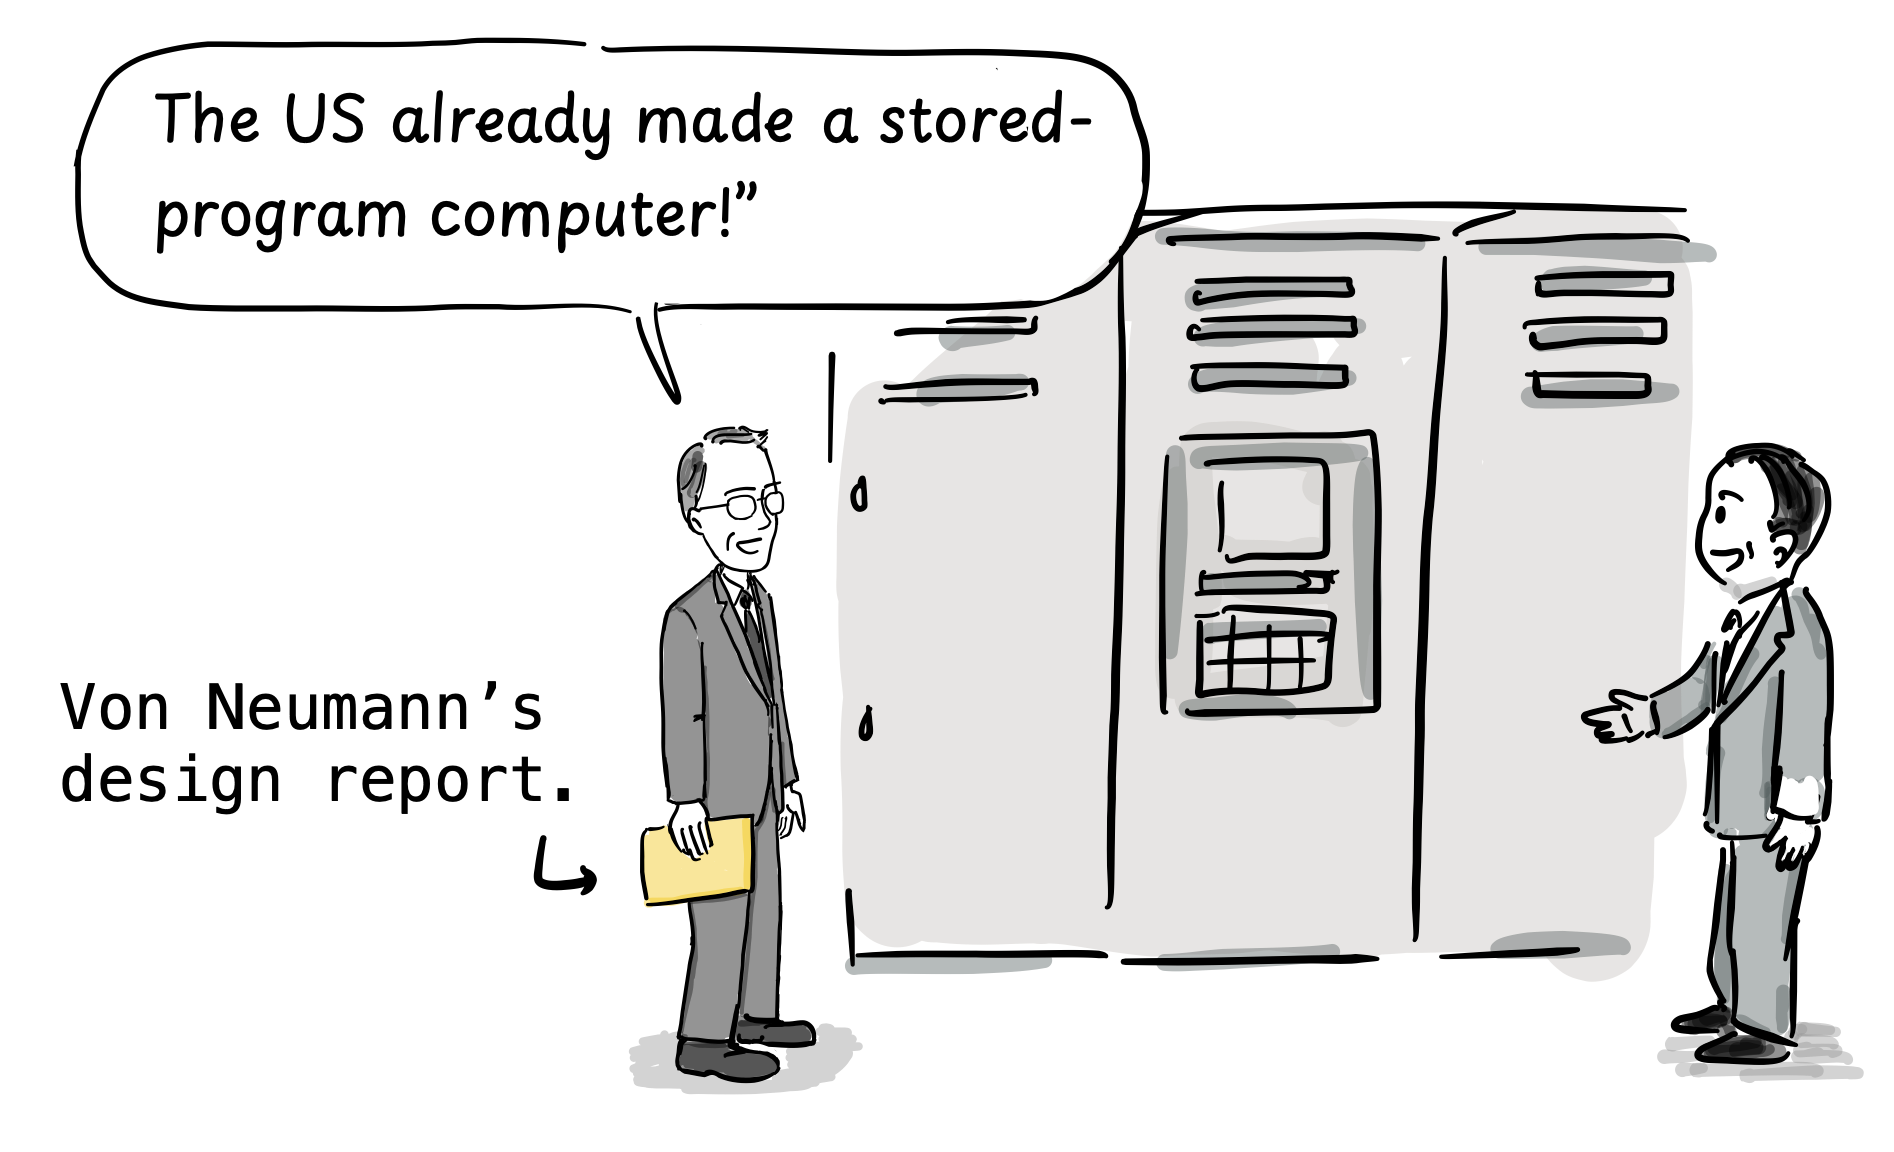 The US already made a stored-
program computer!”
Von Neumann’s
design report.